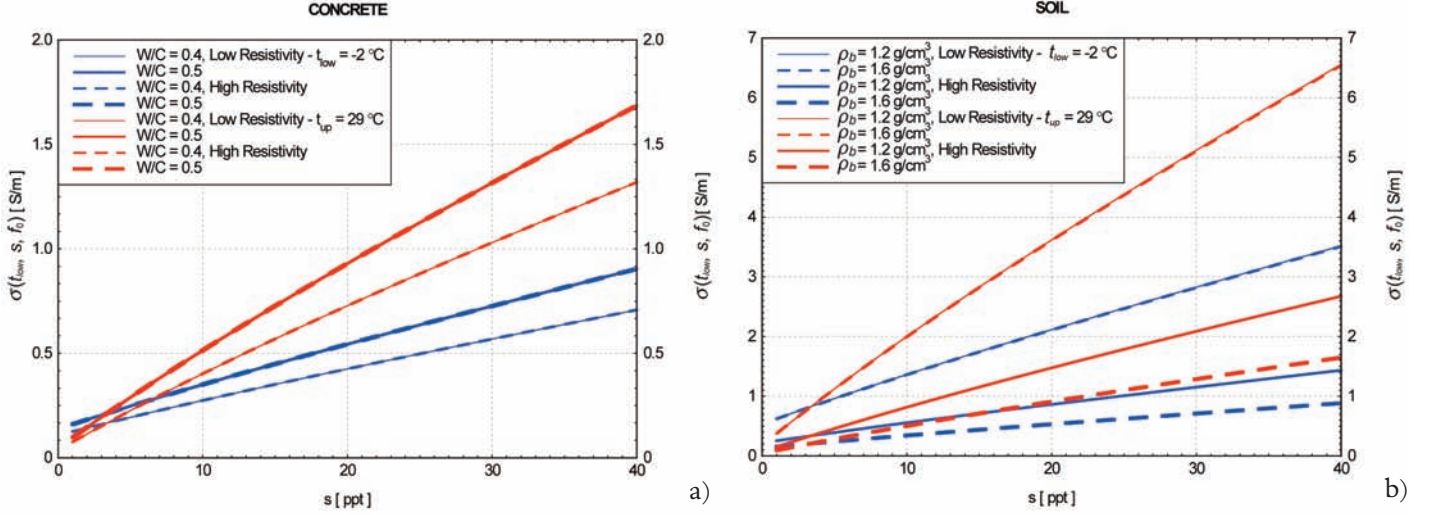 CONCRETE
2.0
1.5
1.0
0.5
0
2.0
1.5
1.0
0.5
0
W/C = 0.4, Low Resistivity - t_low = -2 °C
W/C = 0.5
W/C = 0.4, High Resistivity
W/C = 0.5
W/C = 0.4, Low Resistivity - t_up = 29 °C
W/C = 0.5
W/C = 0.4, High Resistivity
W/C = 0.5
σ(t_low, s, f_0) [ S/m ]
0 10 20 30 40
s [ ppt ]
a)
SOIL
7
6
5
4
3
2
1
0
7
6
5
4
3
2
1
0
ρ_b = 1.2 g/cm³, Low Resistivity - t_low = -2 °C
ρ_b = 1.6 g/cm³
ρ_b = 1.2 g/cm³, High Resistivity
ρ_b = 1.6 g/cm³
ρ_b = 1.2 g/cm³, Low Resistivity - t_up = 29 °C
ρ_b = 1.6 g/cm³
ρ_b = 1.2 g/cm³, High Resistivity
ρ_b = 1.6 g/cm³
σ(t_low, s, f_0)[ S/m ]
σ(t_low, s, f_0) [ S/m ]
0 10 20 30 40
s [ ppt ]
b)